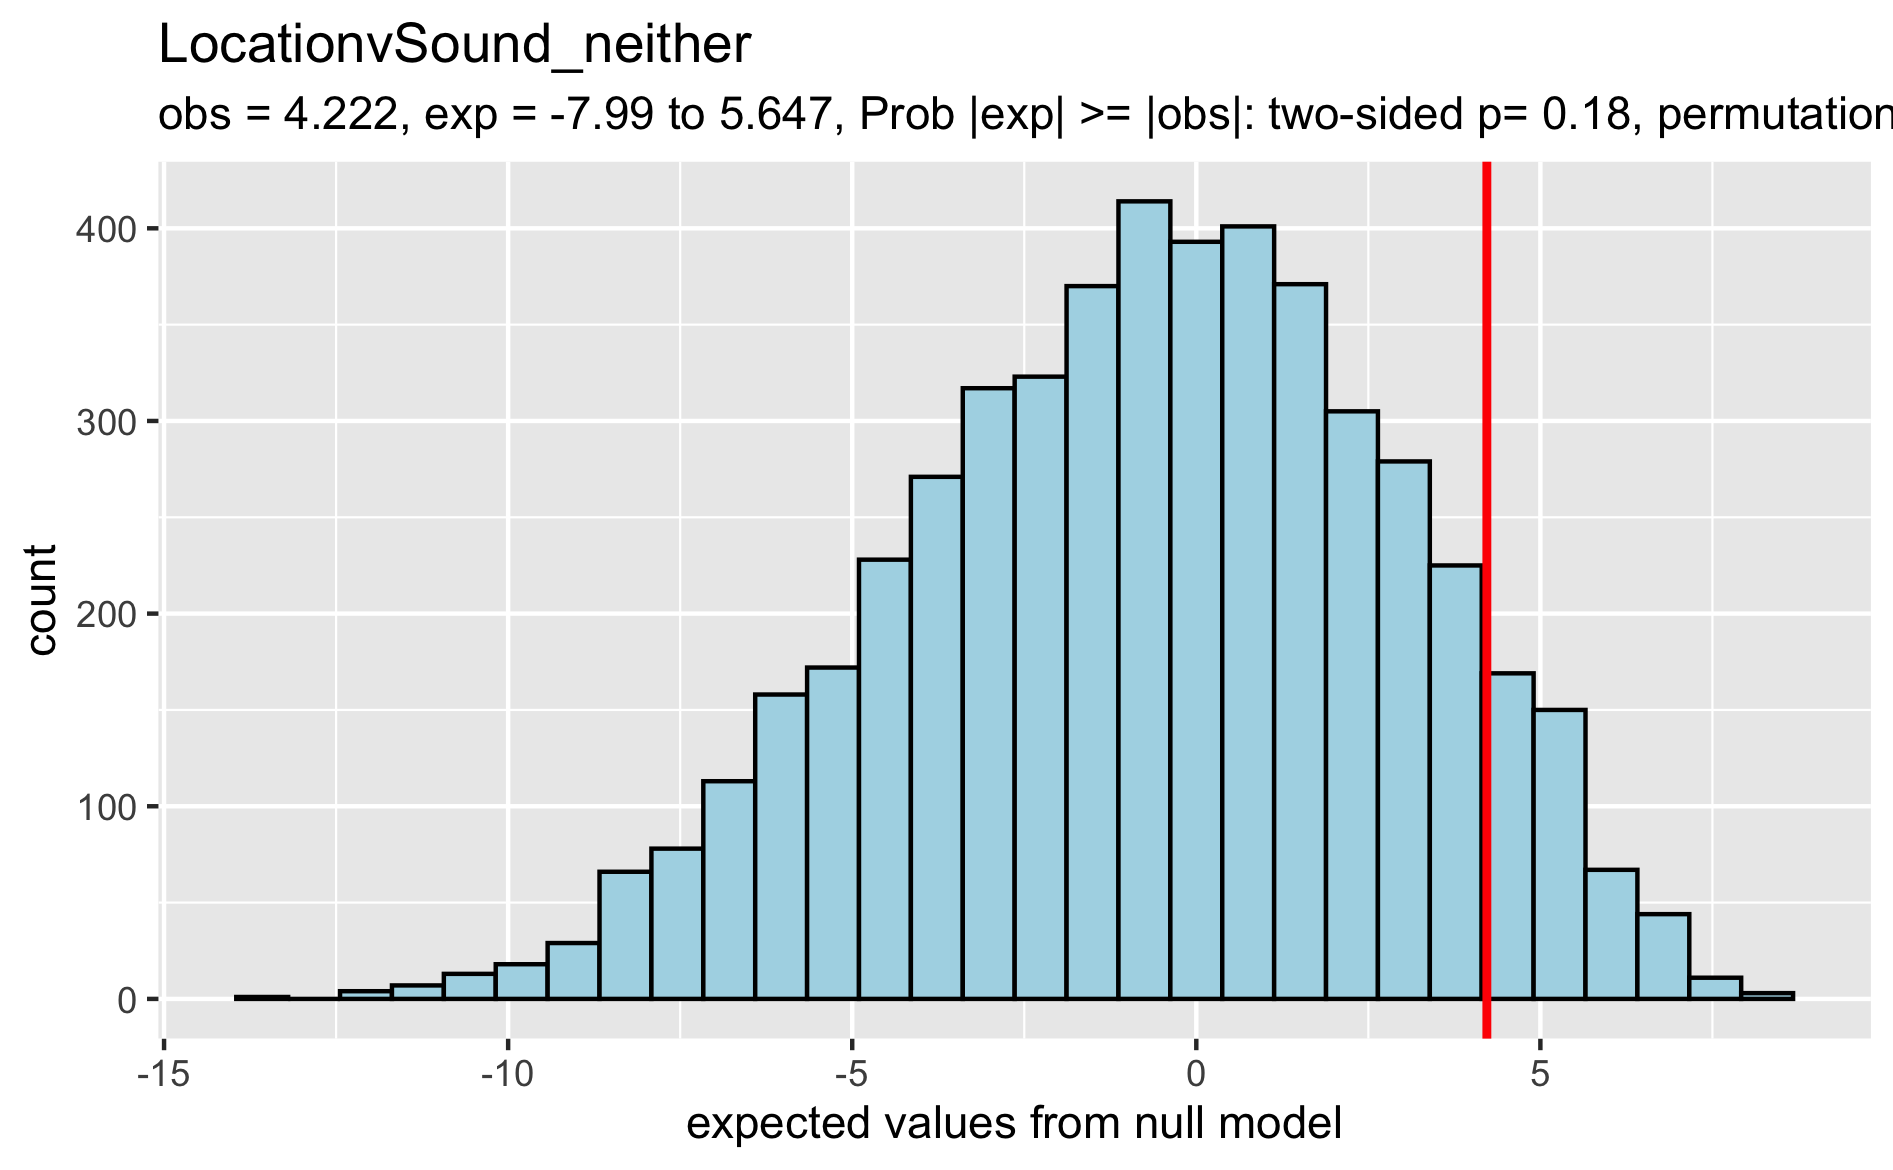 LocationvSound_neither
obs = 4.222, exp = -7.99 to 5.647, Prob |exp| >= |obs|: two-sided p= 0.18, permutation
400
300
200
100
0
count
-15 -10 -5 0 5
expected values from null model